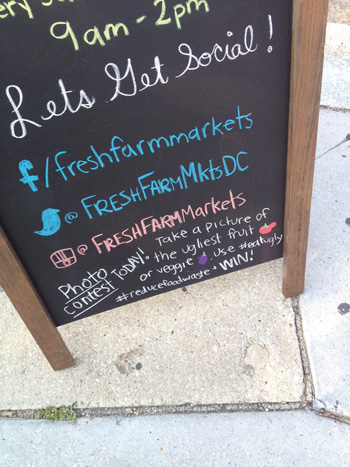 9am - 2pm
Lets Get Social!
f/freshfarmmarkets
@ FRESHFARMMktsDC
@ FRESHFARMMarkets
Photo Contest TODAY! Take a picture of
the ugliest fruit
or veggie use #eatugly
#reducefoodwaste + WIN!